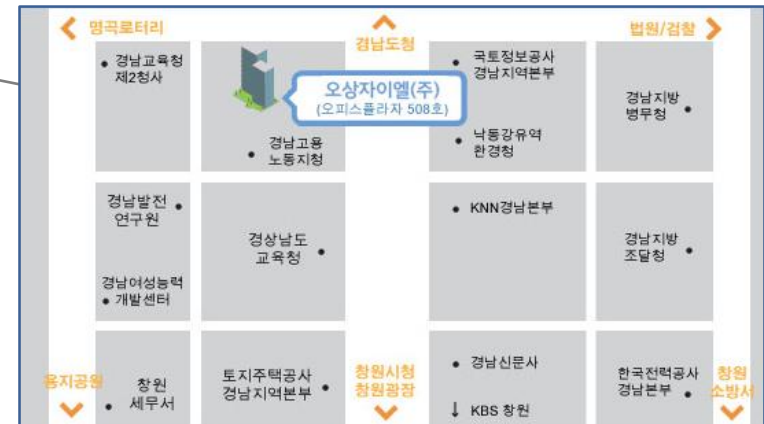 명곡로터리
경남도청
법원/검찰
경남교육청
제2청사
오상자이엘(주)
(오피스플라자 508호)
경남고용
노동지청
국토정보공사
경남지역본부
낙동강유역
환경청
경남지방
병무청
경남발전
연구원
경남여성능력
개발센터
경상남도
교육청
KNN경남본부
경남지방
조달청
용지공원
창원
세무서
토지주택공사
경남지역본부
창원시청
창원광장
경남신문사
↓ KBS 창원
한국전력공사
경남본부
창원
소방서